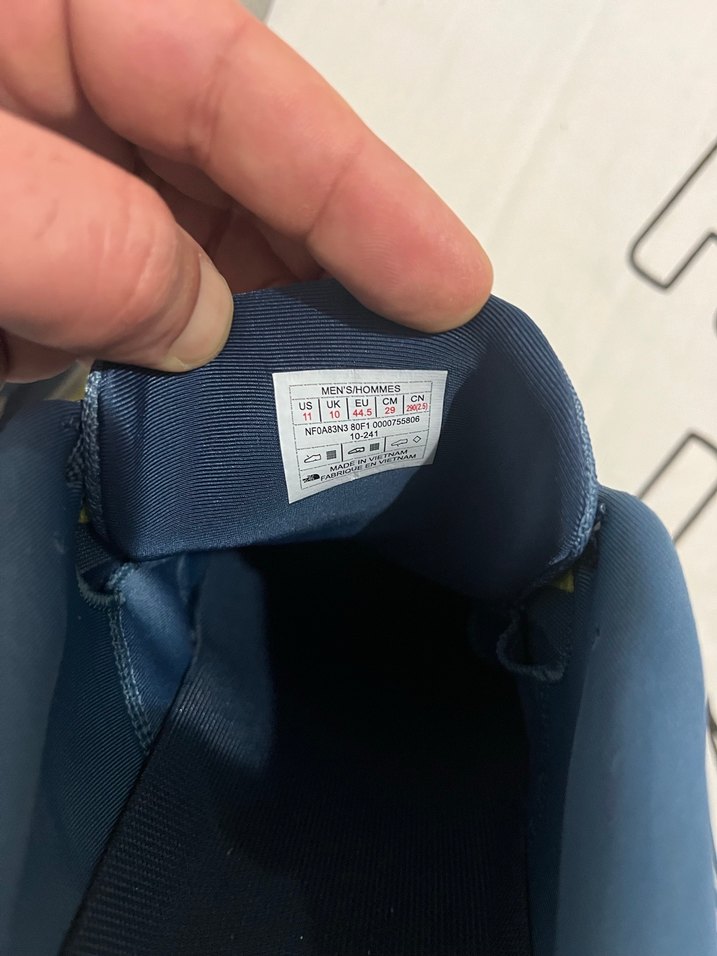 MEN'S/HOMMES
US UK EU CM CN
11 10 44.5 29 290(2.5)
NF0A83N3 80F1 0000755806
10-241
MADE IN VIETNAM
FABRIQUE EN VIETNAM